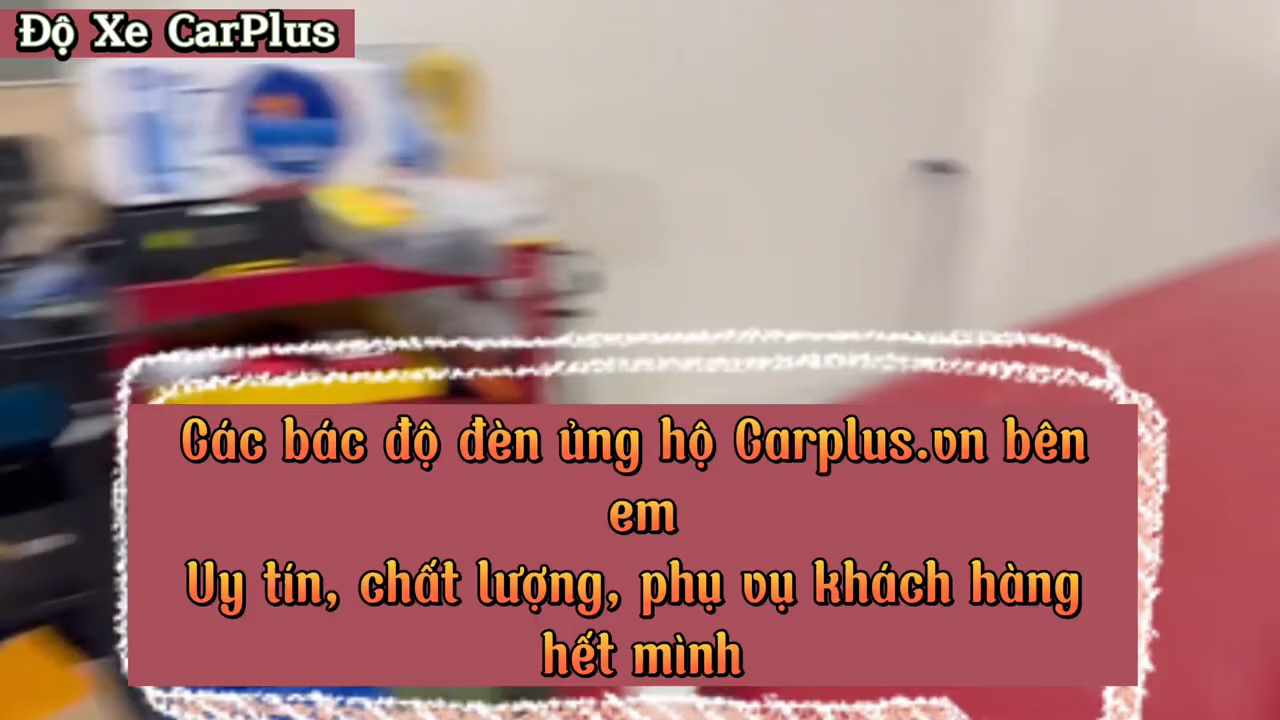 Độ Xe CarPlus
Các bác độ đèn ủng hộ Carplus.vn bên
em
Uy tín, chất lượng, phụ vụ khách hàng
hết mình